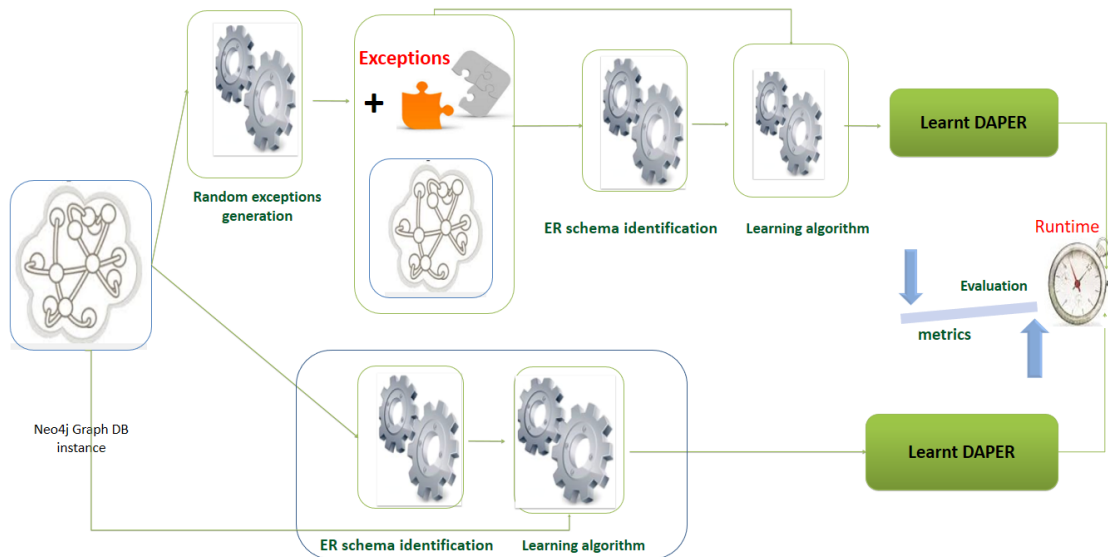 Exceptions
+
Random exceptions
generation
ER schema identification
Learning algorithm
Learnt DAPER
Runtime
Evaluation
metrics
Neo4j Graph DB
instance
ER schema identification
Learning algorithm
Learnt DAPER